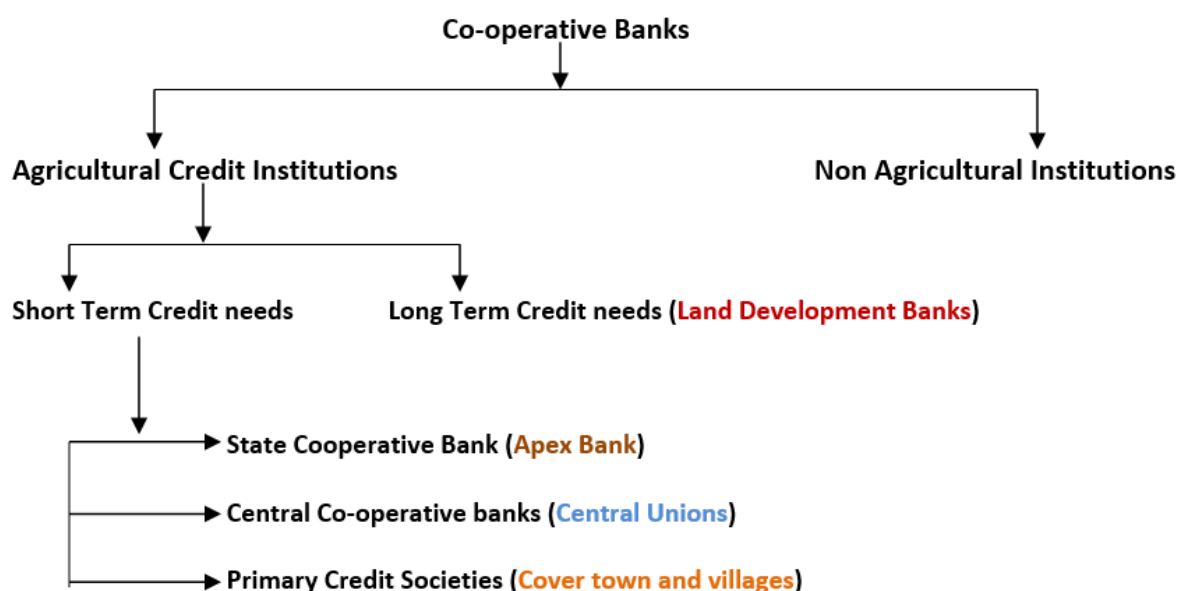 Co-operative Banks
Agricultural Credit Institutions
Non Agricultural Institutions
Short Term Credit needs
Long Term Credit needs (Land Development Banks)
State Cooperative Bank (Apex Bank)
Central Co-operative banks (Central Unions)
Primary Credit Societies (Cover town and villages)